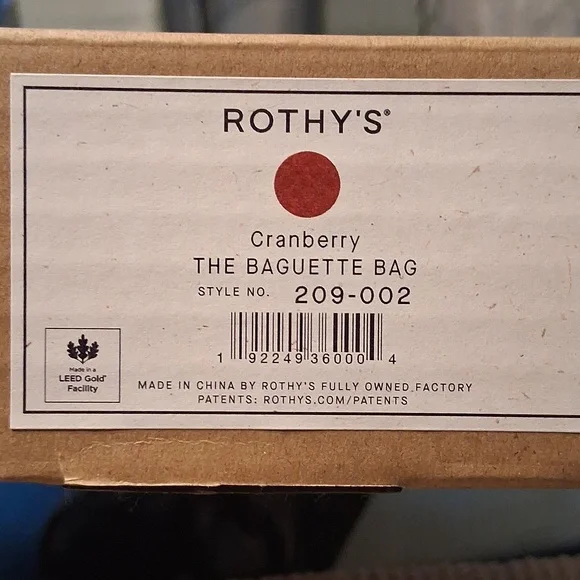 ROTHY'S®
Cranberry
THE BAGUETTE BAG
STYLE NO. 209-002
1 92249 36000 4
Made in a
LEED Gold™
Facility
MADE IN CHINA BY ROTHY'S FULLY OWNED FACTORY
PATENTS: ROTHYS.COM/PATENTS